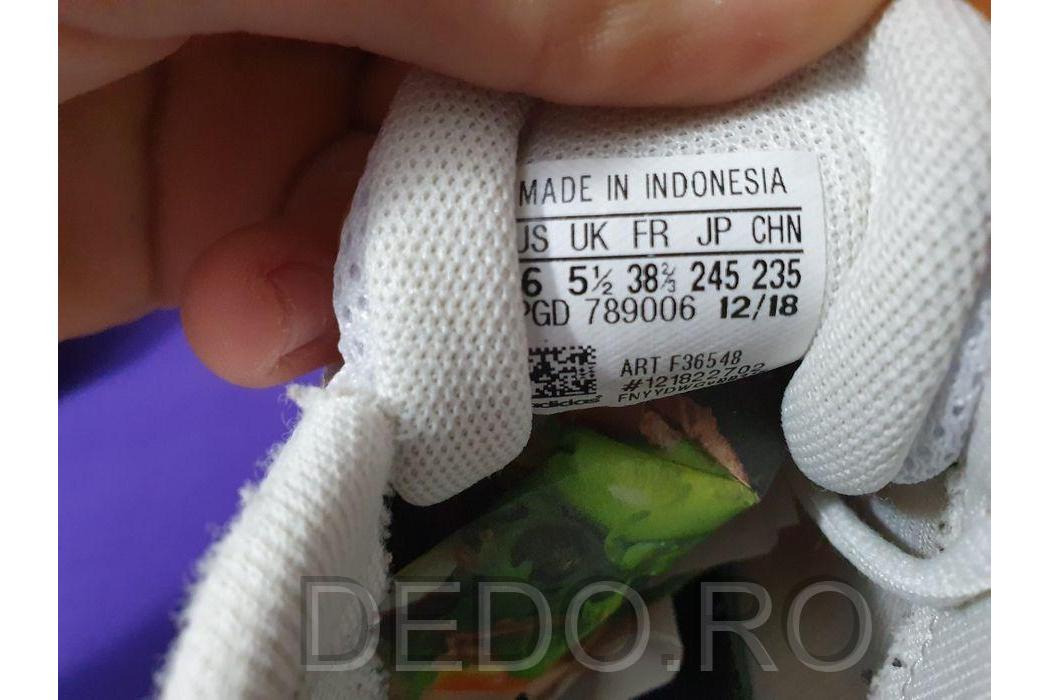 MADE IN INDONESIA
US UK FR JP CHN
6 5½ 38⅔ 245 235
PGD 789006 12/18
ART F36548
#121822702
adidas
DEDO.RO